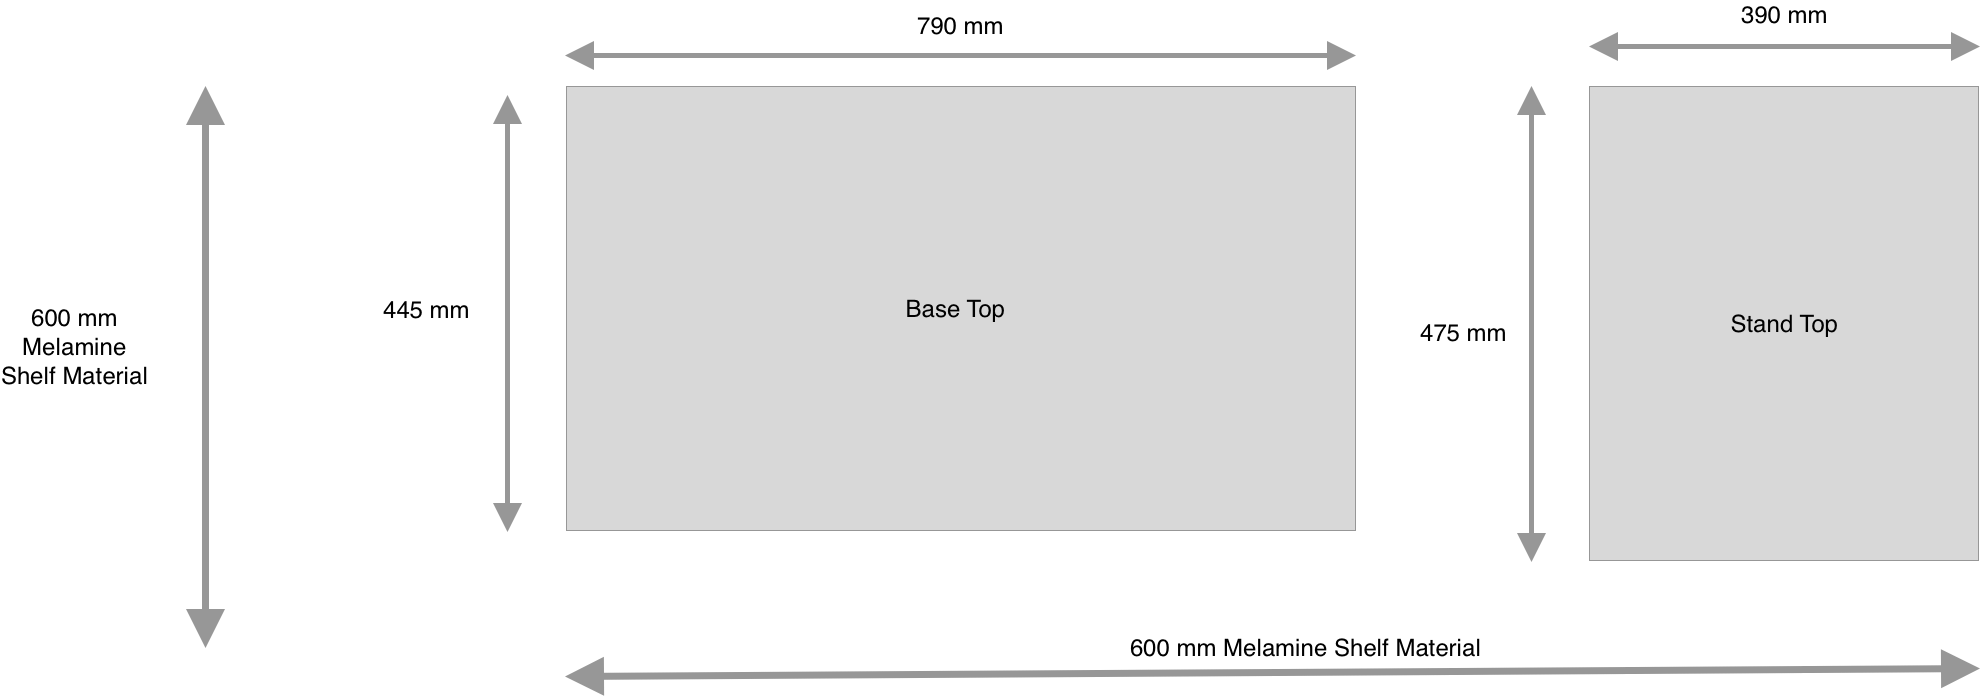 790 mm
390 mm
445 mm
Base Top
600 mm
Melamine
Shelf Material
475 mm
Stand Top
600 mm Melamine Shelf Material